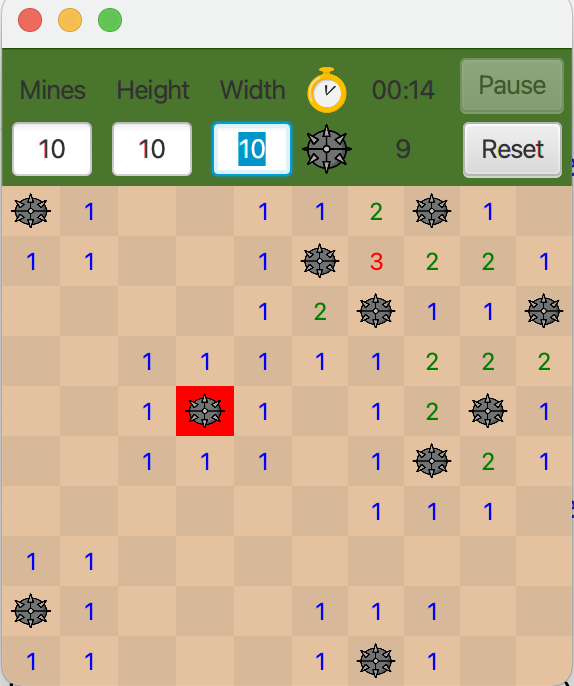 Mines Height Width 00:14 Pause
10 10 10 9 Reset
1 1 1 2 1
1 1 1 3 2 2 1
1 2 1 1
1 1 1 1 1 2 2 2
1 1 1 2 1
1 1 1 1 2 1
1 1 1
1 1
1 1 1 1
1 1 1 1